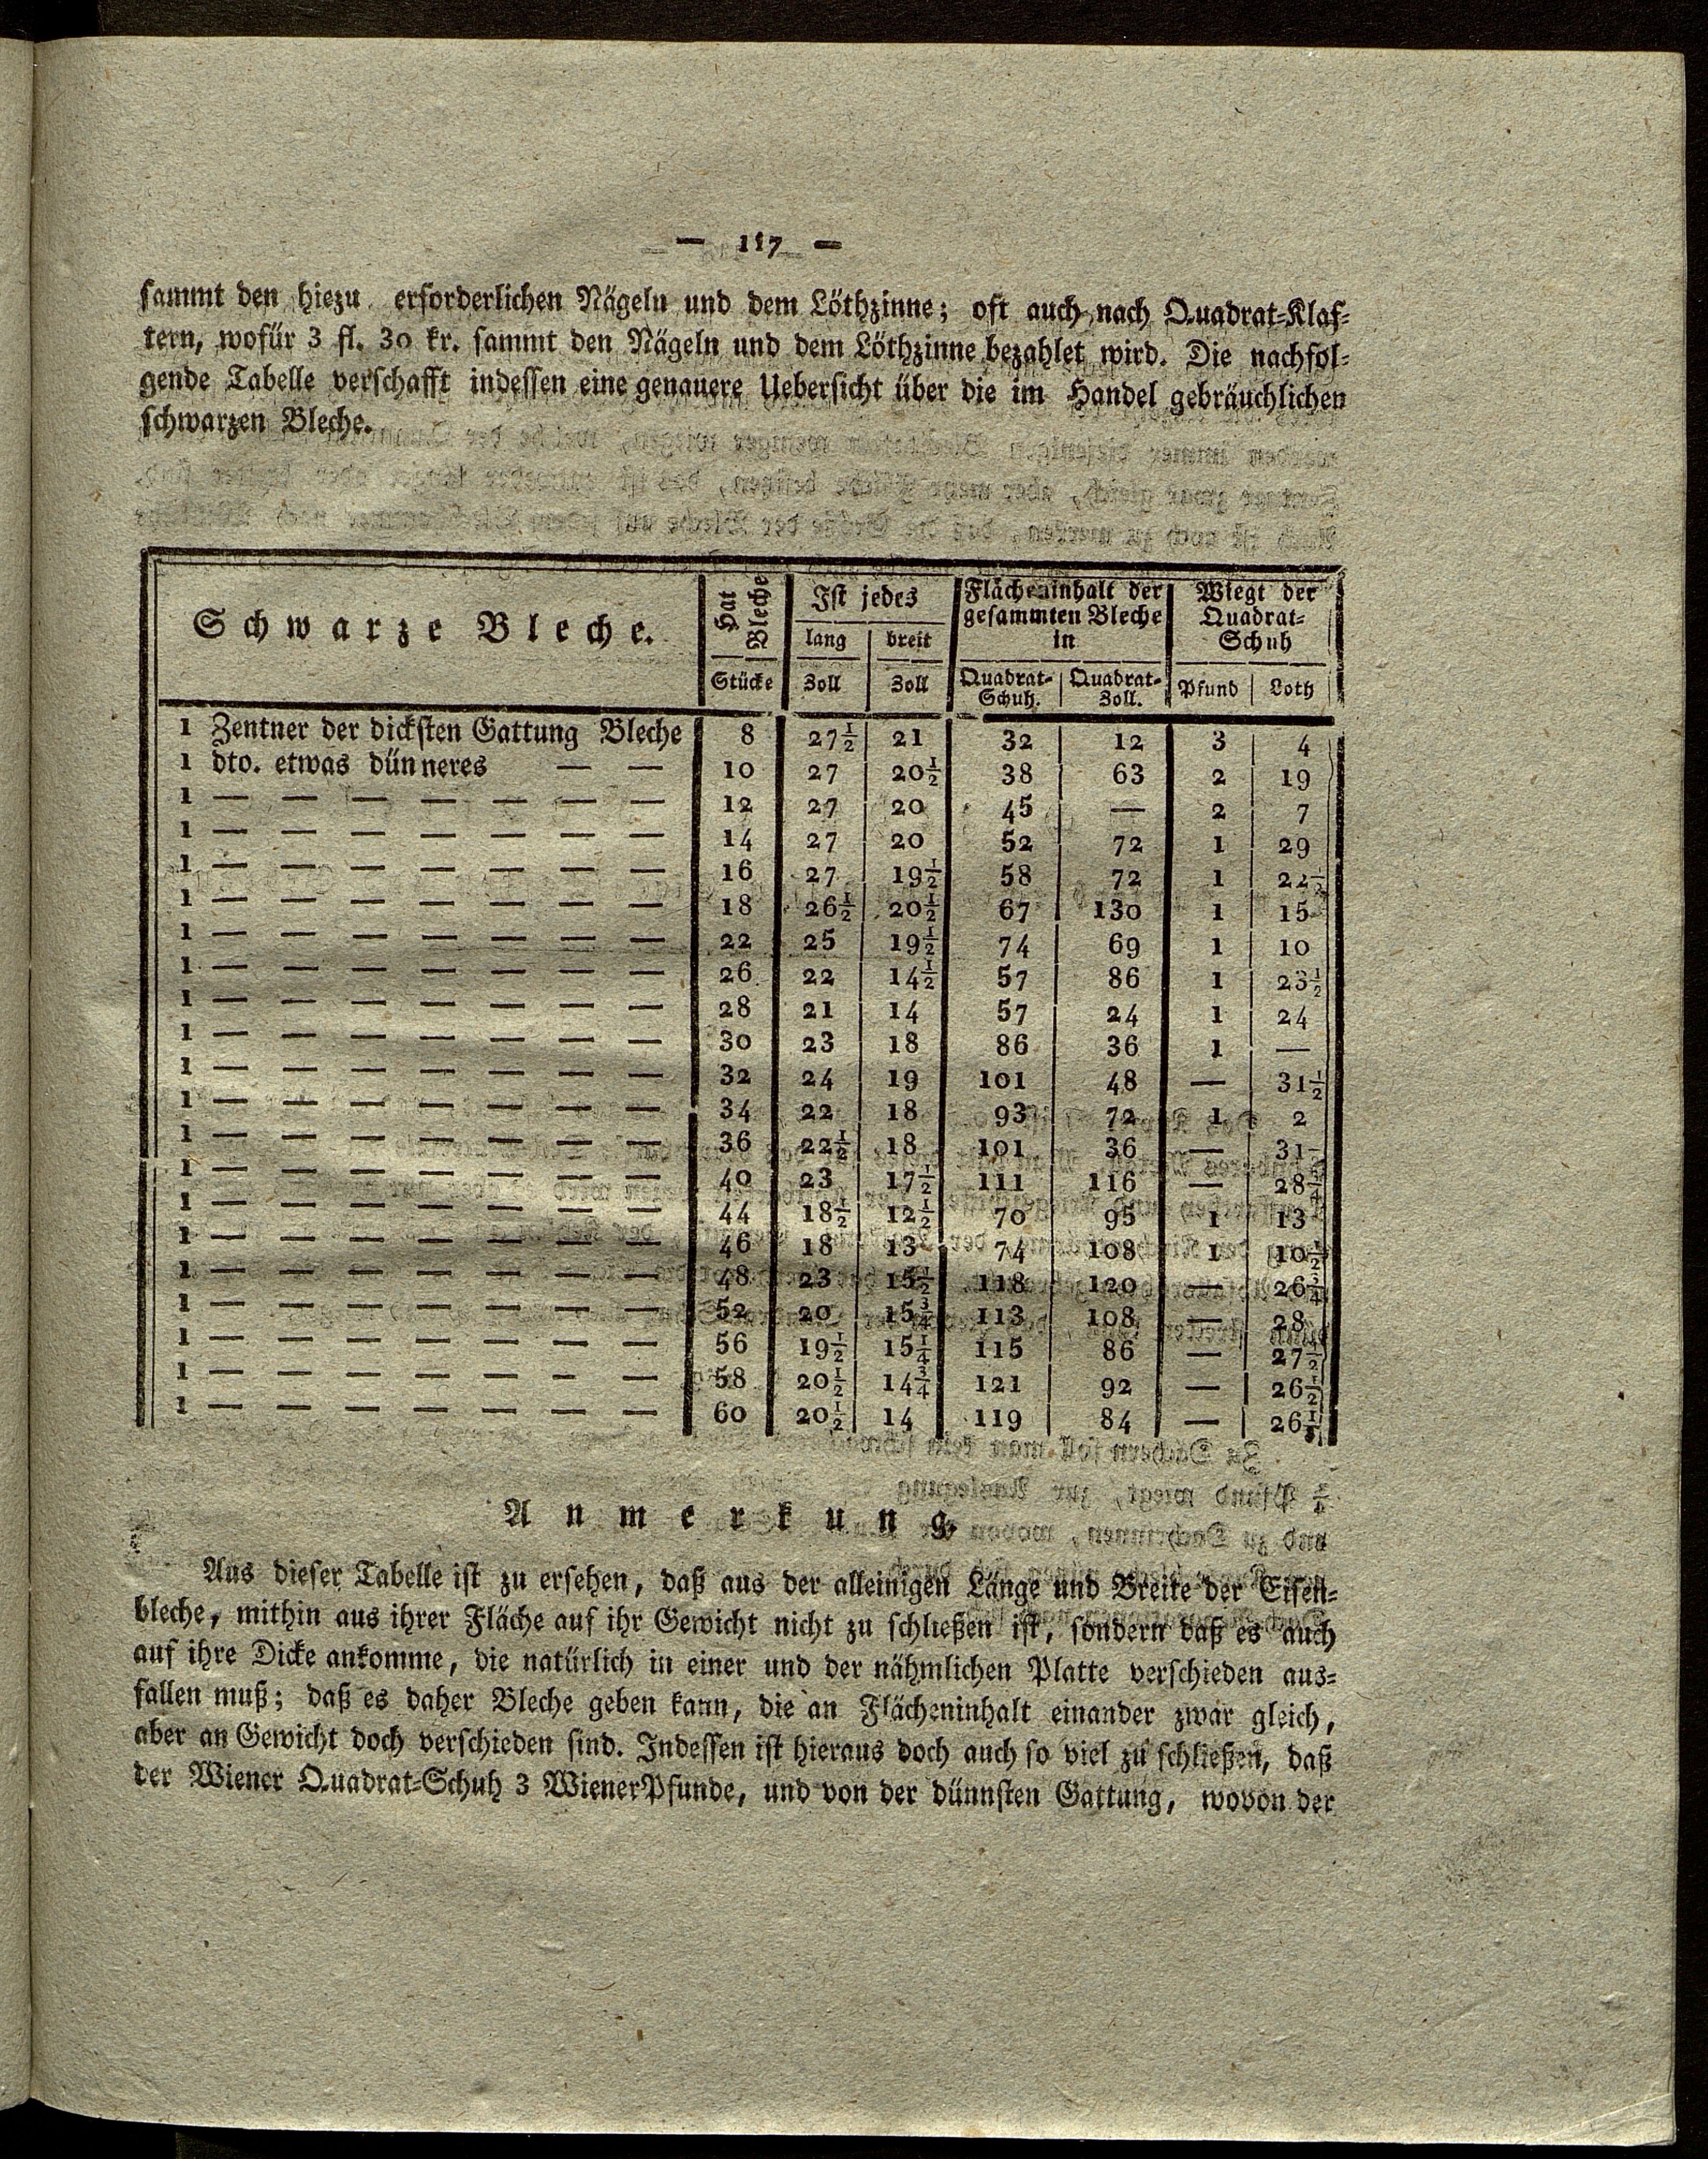 — 117 —
sammt den hiezu erforderlichen Nägeln und dem Löthzinne; oft auch nach Quadrat-Klaf-
tern, wofür 3 fl. 30 kr. sammt den Nägeln und dem Löthzinne bezahlet wird. Die nachfol-
gende Tabelle verschafft indessen eine genauere Uebersicht über die im Handel gebräuchlichen
schwarzen Bleche.
Schwarze Bleche. | Hat Bleche | Ist jedes | Flächeninhalt der gesammten Bleche in | Wiegt der Quadrat-Schuh
lang | breit
Stücke | Zoll | Zoll | Quadrat-Schuh. | Quadrat-Zoll. | Pfund | Loth
1 Zentner der dicksten Gattung Bleche | 8 | 27½ | 21 | 32 | 12 | 3 | 4
1 dto. etwas dünneres — — | 10 | 27 | 20½ | 38 | 63 | 2 | 19
1 — — — — — — — | 12 | 27 | 20 | 45 | — | 2 | 7
1 — — — — — — — | 14 | 27 | 20 | 52 | 72 | 1 | 29
1 — — — — — — — | 16 | 27 | 19½ | 58 | 72 | 1 | 22½
1 — — — — — — — | 18 | 26½ | 20½ | 67 | 130 | 1 | 15
1 — — — — — — — | 22 | 25 | 19½ | 74 | 69 | 1 | 10
1 — — — — — — — | 26 | 22 | 14½ | 57 | 86 | 1 | 23½
1 — — — — — — — | 28 | 21 | 14 | 57 | 24 | 1 | 24
1 — — — — — — — | 30 | 23 | 18 | 86 | 36 | 1 | —
1 — — — — — — — | 32 | 24 | 19 | 101 | 48 | — | 31½
1 — — — — — — — | 34 | 22 | 18 | 93 | 72 | 1 | 2
1 — — — — — — — | 36 | 22½ | 18 | 101 | 36 | — | 31
1 — — — — — — — | 40 | 23 | 17½ | 111 | 116 | — | 28¾
1 — — — — — — — | 44 | 18½ | 12½ | 70 | 95 | 1 | 13
1 — — — — — — — | 46 | 18 | 13 | 74 | 108 | 1 | 10½
1 — — — — — — — | 48 | 23 | 15½ | 118 | 120 | — | 26¾
1 — — — — — — — | 52 | 20 | 15¾ | 113 | 108 | — | 28
1 — — — — — — — | 56 | 19½ | 15¼ | 115 | 86 | — | 27½
1 — — — — — — — | 58 | 20½ | 14¾ | 121 | 92 | — | 26½
1 — — — — — — — | 60 | 20½ | 14 | 119 | 84 | — | 26
Anmerkung.
Aus dieser Tabelle ist zu ersehen, daß aus der alleinigen Länge und Breite der Eisen-
bleche, mithin aus ihrer Fläche auf ihr Gewicht nicht zu schließen ist, sondern daß es auch
auf ihre Dicke ankomme, die natürlich in einer und der nähmlichen Platte verschieden aus-
fallen muß; daß es daher Bleche geben kann, die an Flächeninhalt einander zwar gleich,
aber an Gewicht doch verschieden sind. Indessen ist hieraus doch auch so viel zu schließen, daß
der Wiener Quadrat-Schuh 3 Wiener Pfunde, und von der dünnsten Gattung, wovon der